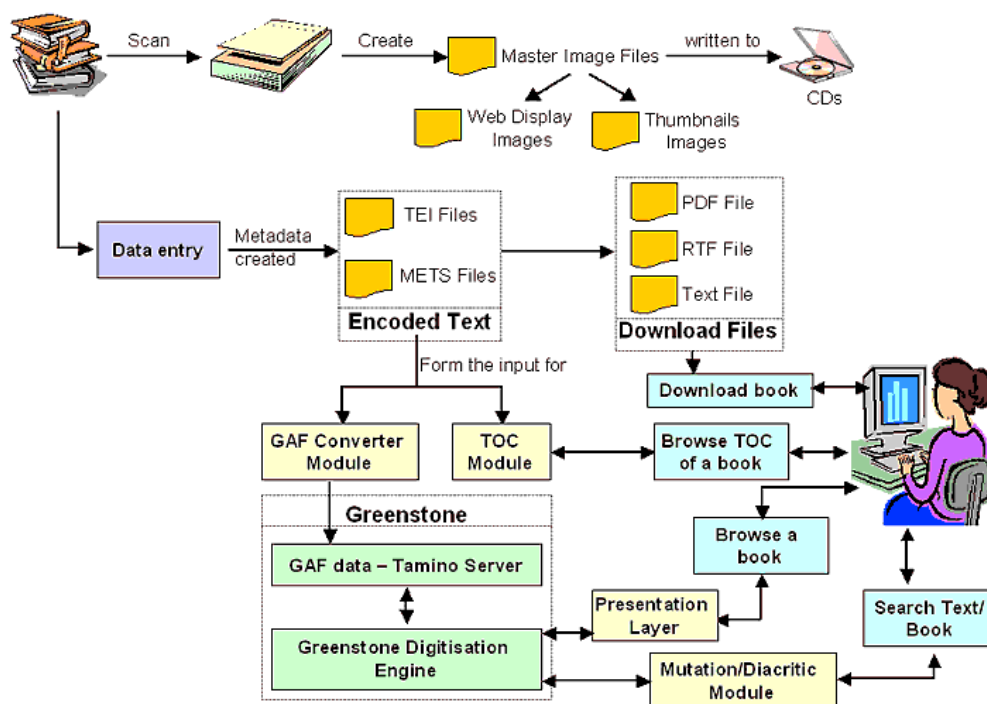 Scan
Create
Master Image Files
written to
CDs
Web Display
Images
Thumbnails
Images
Data entry
Metadata
created
TEI Files
METS Files
Encoded Text
PDF File
RTF File
Text File
Download Files
Form the input for
Download book
GAF Converter
Module
TOC
Module
Browse TOC
of a book
Greenstone
Browse a
book
GAF data – Tamino Server
Presentation
Layer
Search Text/
Book
Greenstone Digitisation
Engine
Mutation/Diacritic
Module